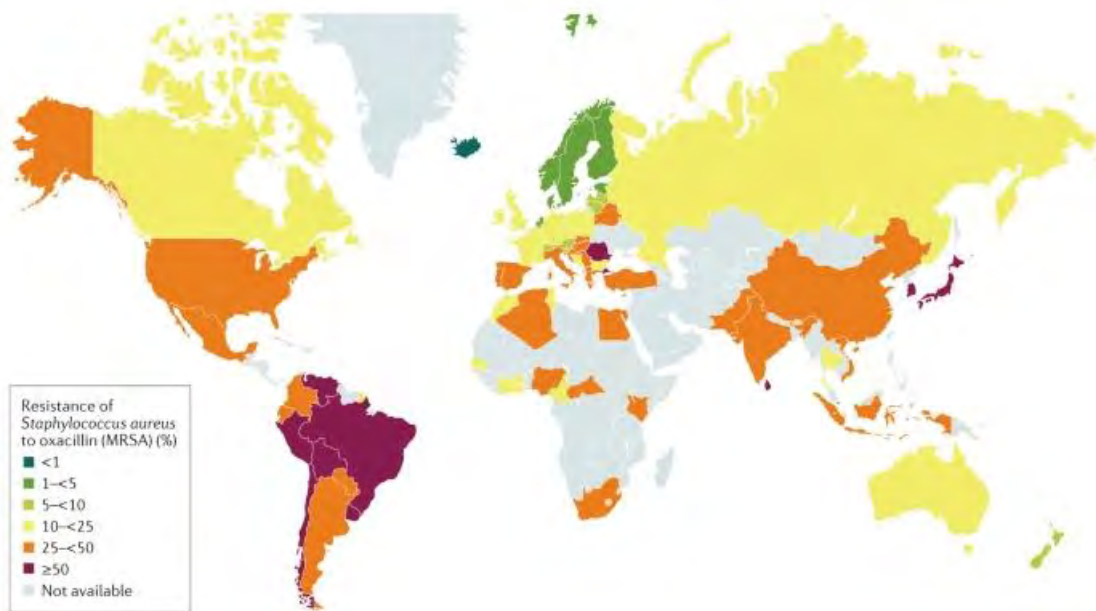 Resistance of
Staphylococcus aureus
to oxacillin (MRSA) (%)
<1
1–<5
5–<10
10–<25
25–<50
≥50
Not available